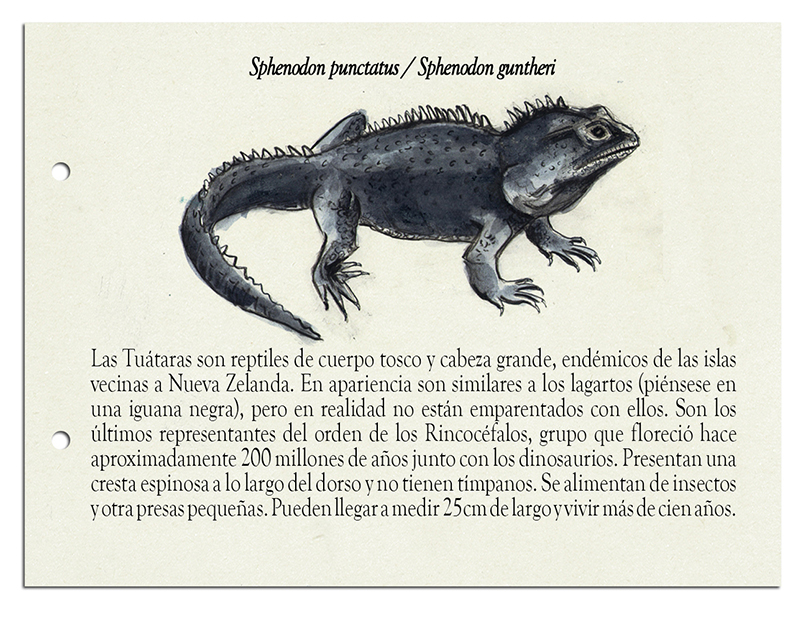 Sphenodon punctatus / Sphenodon guntheri
Las Tuátaras son reptiles de cuerpo tosco y cabeza grande, endémicos de las islas
vecinas a Nueva Zelanda. En apariencia son similares a los lagartos (piénsese en
una iguana negra), pero en realidad no están emparentados con ellos. Son los
últimos representantes del orden de los Rincocéfalos, grupo que floreció hace
aproximadamente 200 millones de años junto con los dinosaurios. Presentan una
cresta espinosa a lo largo del dorso y no tienen tímpanos. Se alimentan de insectos
y otra presas pequeñas. Pueden llegar a medir 25cm de largo y vivir más de cien años.